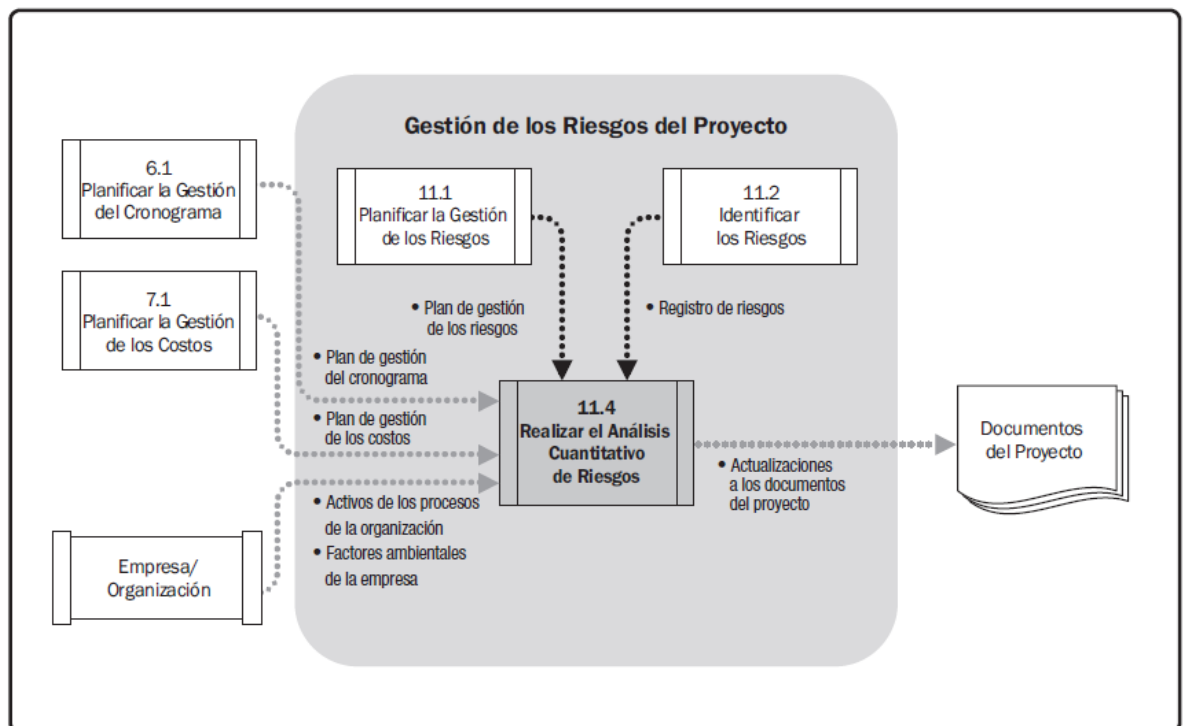 Gestión de los Riesgos del Proyecto
6.1
Planificar la Gestión
del Cronograma
11.1
Planificar la Gestión
de los Riesgos
11.2
Identificar
los Riesgos
7.1
Planificar la Gestión
de los Costos
• Plan de gestión
de los riesgos
• Registro de riesgos
• Plan de gestión
del cronograma
• Plan de gestión
de los costos
11.4
Realizar el Análisis
Cuantitativo
de Riesgos
Documentos
del Proyecto
• Actualizaciones
a los documentos
del proyecto
• Activos de los procesos
de la organización
• Factores ambientales
de la empresa
Empresa/
Organización